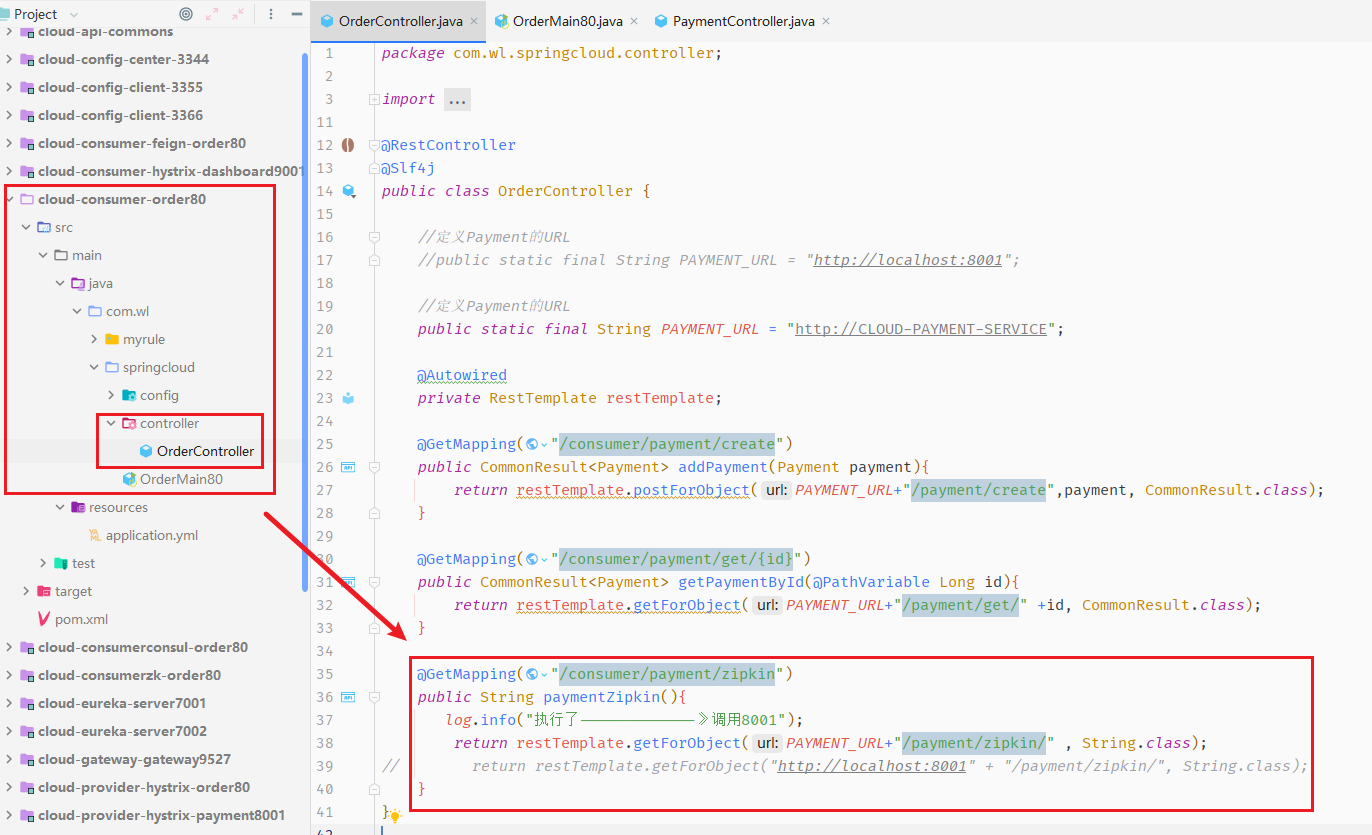 Project
cloud-api-commons
cloud-config-center-3344
cloud-config-client-3355
cloud-config-client-3366
cloud-consumer-feign-order80
cloud-consumer-hystrix-dashboard9001
cloud-consumer-order80
src
main
java
com.wl
myrule
springcloud
config
controller
OrderController
OrderMain80
resources
application.yml
test
target
pom.xml
cloud-consumerconsul-order80
cloud-consumerzk-order80
cloud-eureka-server7001
cloud-eureka-server7002
cloud-gateway-gateway9527
cloud-provider-hystrix-order80
cloud-provider-hystrix-payment8001
OrderController.java × OrderMain80.java × PaymentController.java ×
1 package com.wl.springcloud.controller;
2
3 import ...
11
12 @RestController
13 @Slf4j
14 public class OrderController {
15
16 //定义Payment的URL
17 //public static final String PAYMENT_URL = "http://localhost:8001";
18
19 //定义Payment的URL
20 public static final String PAYMENT_URL = "http://CLOUD-PAYMENT-SERVICE";
21
22 @Autowired
23 private RestTemplate restTemplate;
24
25 @GetMapping("/consumer/payment/create")
26 public CommonResult<Payment> addPayment(Payment payment){
27 return restTemplate.postForObject( url: PAYMENT_URL+"/payment/create",payment, CommonResult.class);
28 }
29
30 @GetMapping("/consumer/payment/get/{id}")
31 public CommonResult<Payment> getPaymentById(@PathVariable Long id){
32 return restTemplate.getForObject( url: PAYMENT_URL+"/payment/get/" +id, CommonResult.class);
33 }
34
35 @GetMapping("/consumer/payment/zipkin")
36 public String paymentZipkin(){
37 log.info("执行了——————————》调用8001");
38 return restTemplate.getForObject( url: PAYMENT_URL+"/payment/zipkin/" , String.class);
39 // return restTemplate.getForObject("http://localhost:8001" + "/payment/zipkin/", String.class);
40 }
41 }
42